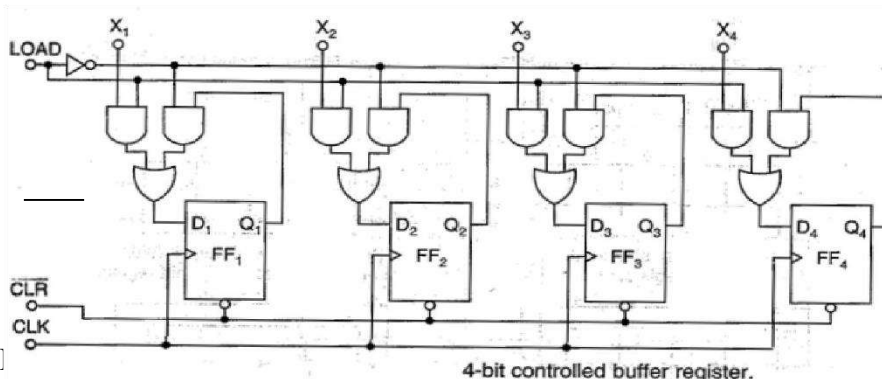 X₁ X₂ X₃ X₄
LOAD
D₁ Q₁ D₂ Q₂ D₃ Q₃ D₄ Q₄
FF₁ FF₂ FF₃ FF₄
C̅L̅R̅
CLK
]
4-bit controlled buffer register.